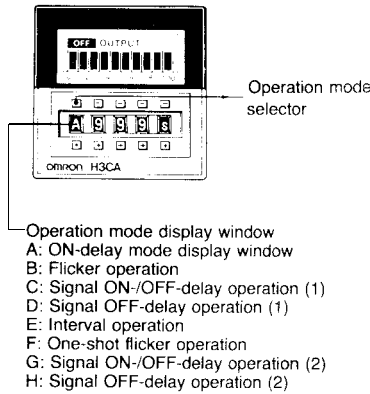 OFF OUTPUT
Operation mode
selector
A 9 9 9 s
omron H3CA
Operation mode display window
A: ON-delay mode display window
B: Flicker operation
C: Signal ON-/OFF-delay operation (1)
D: Signal OFF-delay operation (1)
E: Interval operation
F: One-shot flicker operation
G: Signal ON-/OFF-delay operation (2)
H: Signal OFF-delay operation (2)